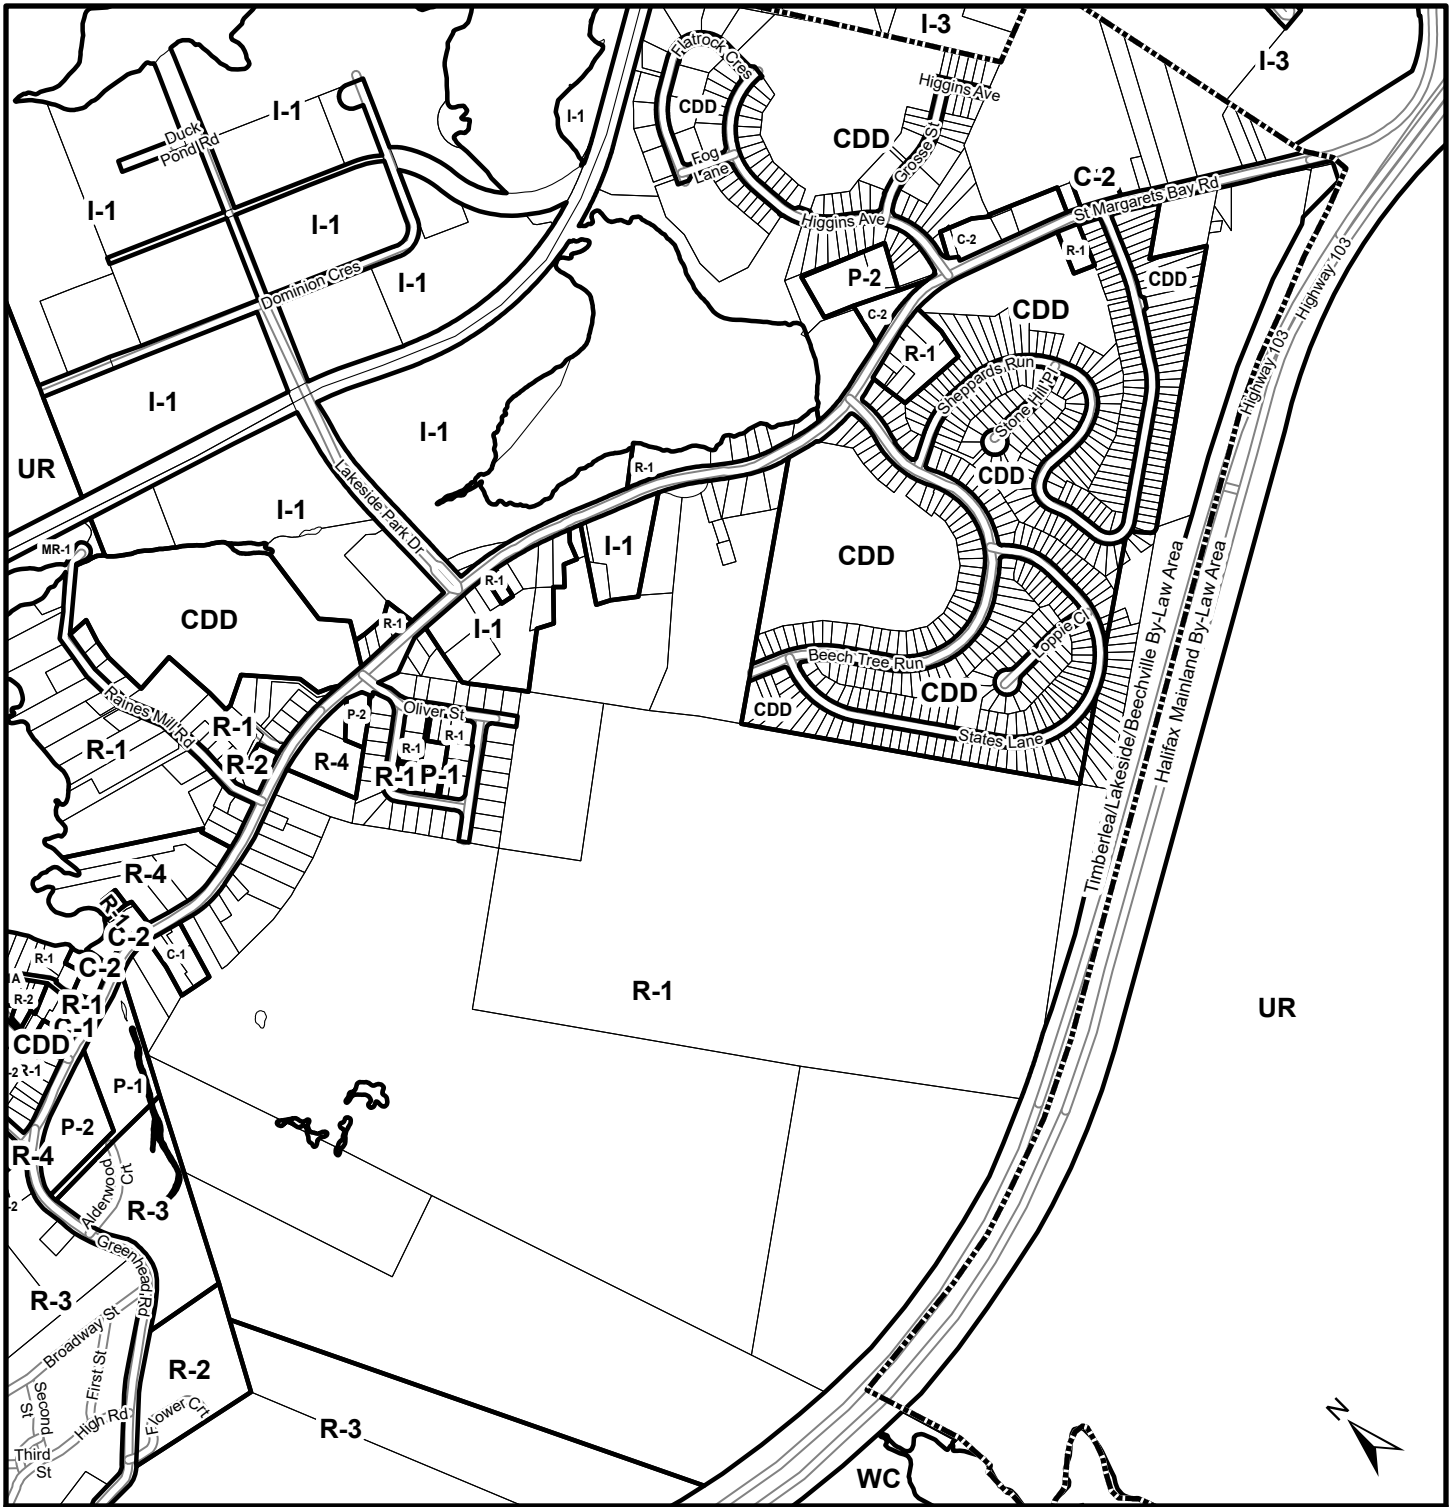 I-3
I-3
Flatrock Cres
CDD
Higgins Ave
CDD
Grosse St
I-1
I-1
Duck
Pond Rd
Fog
Lane
C-2
St Margarets Bay Rd
I-1
I-1
Higgins Ave
C-2
R-1
CDD
P-2
I-1
Dominion Cres
C-2
CDD
Highway 103
R-1
Sheppards Run
Highway 103
Stone Hill Pl
I-1
I-1
UR
R-1
CDD
Lakeside Park Dr
I-1
MR-1
I-1
CDD
R-1
CDD
R-1
I-1
Timberlea/Lakeside/Beechville By-Law Area
Halifax Mainland By-Law Area
Beech Tree Run
CDD
CDD
States Lane
Raines Mill Rd
R-1
R-1
R-2
P-2
Oliver St
R-1
R-1
R-4
R-1
P-1
R-4
R-1
C-2
C-1
R-1
C-2
R-2
R-1
C-1
CDD
P-1
P-2
R-1
UR
R-4
Alderwood
Crt
R-3
Greenhead Rd
R-3
Broadway St
First St
Second
St
High Rd
R-2
Flower Crt
Third
St
R-3
WC
N